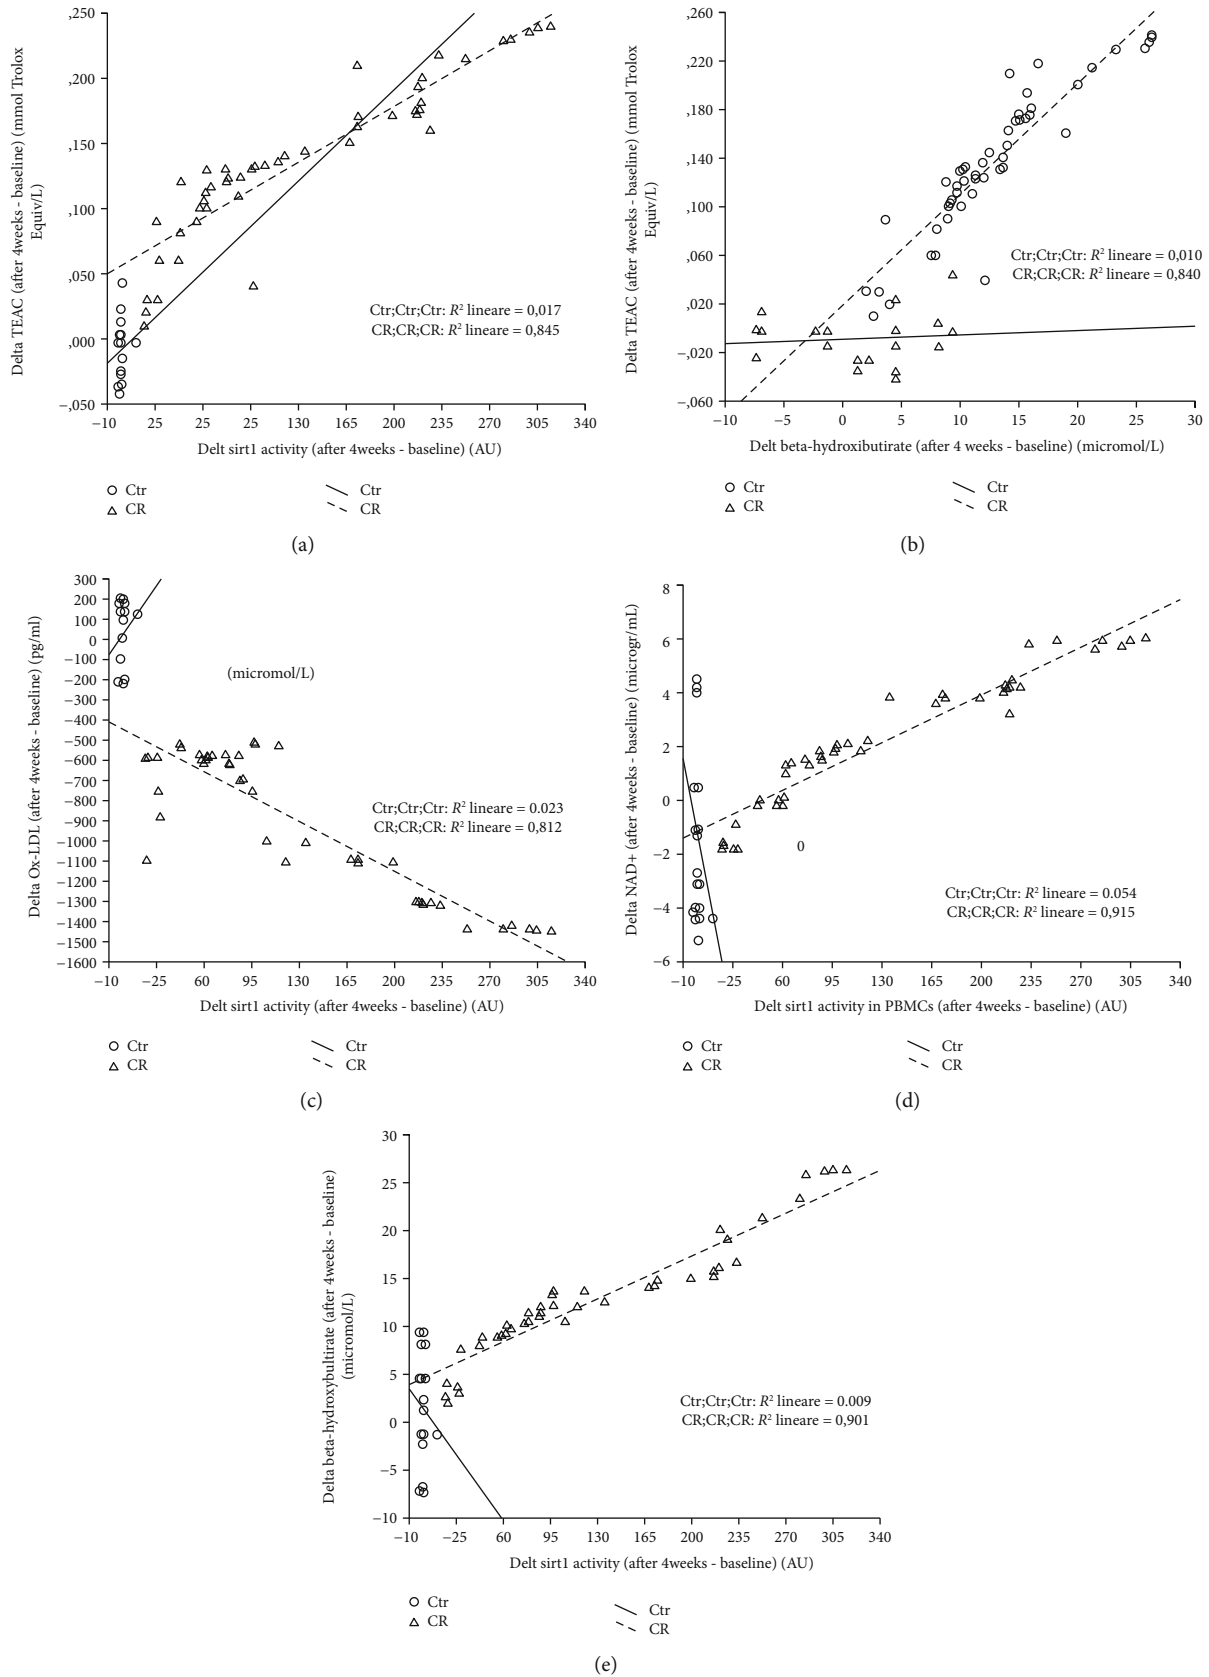 ,250
,200
,150
,100
,050
,000
−,050
Delta TEAC (after 4weeks - baseline) (mmol Trolox
Equiv/L)
Ctr;Ctr;Ctr: R² lineare = 0,017
CR;CR;CR: R² lineare = 0,845
−10 25 25 25 130 165 200 235 270 305 340
Delt sirt1 activity (after 4weeks - baseline) (AU)
Ctr
CR
Ctr
CR
(a)
,260
,220
,180
,140
,100
,060
,020
−,020
−,060
Delta TEAC (after 4weeks - baseline) (mmol Trolox
Equiv/L)
Ctr;Ctr;Ctr: R² lineare = 0,010
CR;CR;CR: R² lineare = 0,840
−10 −5 0 5 10 15 20 25 30
Delt beta-hydroxibutirate (after 4 weeks - baseline) (micromol/L)
Ctr
CR
Ctr
CR
(b)
300
200
100
0
−100
−200
−300
−400
−500
−600
−700
−800
−900
−1000
−1100
−1200
−1300
−1400
−1500
−1600
Delta Ox-LDL (after 4weeks - baseline) (pg/ml)
(micromol/L)
Ctr;Ctr;Ctr: R² lineare = 0.023
CR;CR;CR: R² lineare = 0,812
−10 −25 60 95 130 165 200 235 270 305 340
Delt sirt1 activity (after 4weeks - baseline) (AU)
Ctr
CR
Ctr
CR
(c)
8
6
4
2
0
−2
−4
−6
Delta NAD+ (after 4weeks - baseline) (microgr/mL)
0
Ctr;Ctr;Ctr: R² lineare = 0.054
CR;CR;CR: R² lineare = 0,915
−10 −25 60 95 130 165 200 235 270 305 340
Delt sirt1 activity in PBMCs (after 4weeks - baseline) (AU)
Ctr
CR
Ctr
CR
(d)
30
25
20
15
10
5
0
−5
−10
Delta beta-hydroxybultirate (after 4weeks - baseline)
(micromol/L)
Ctr;Ctr;Ctr: R² lineare = 0.009
CR;CR;CR: R² lineare = 0,901
−10 −25 60 95 130 165 200 235 270 305 340
Delt sirt1 activity (after 4weeks - baseline) (AU)
Ctr
CR
Ctr
CR
(e)